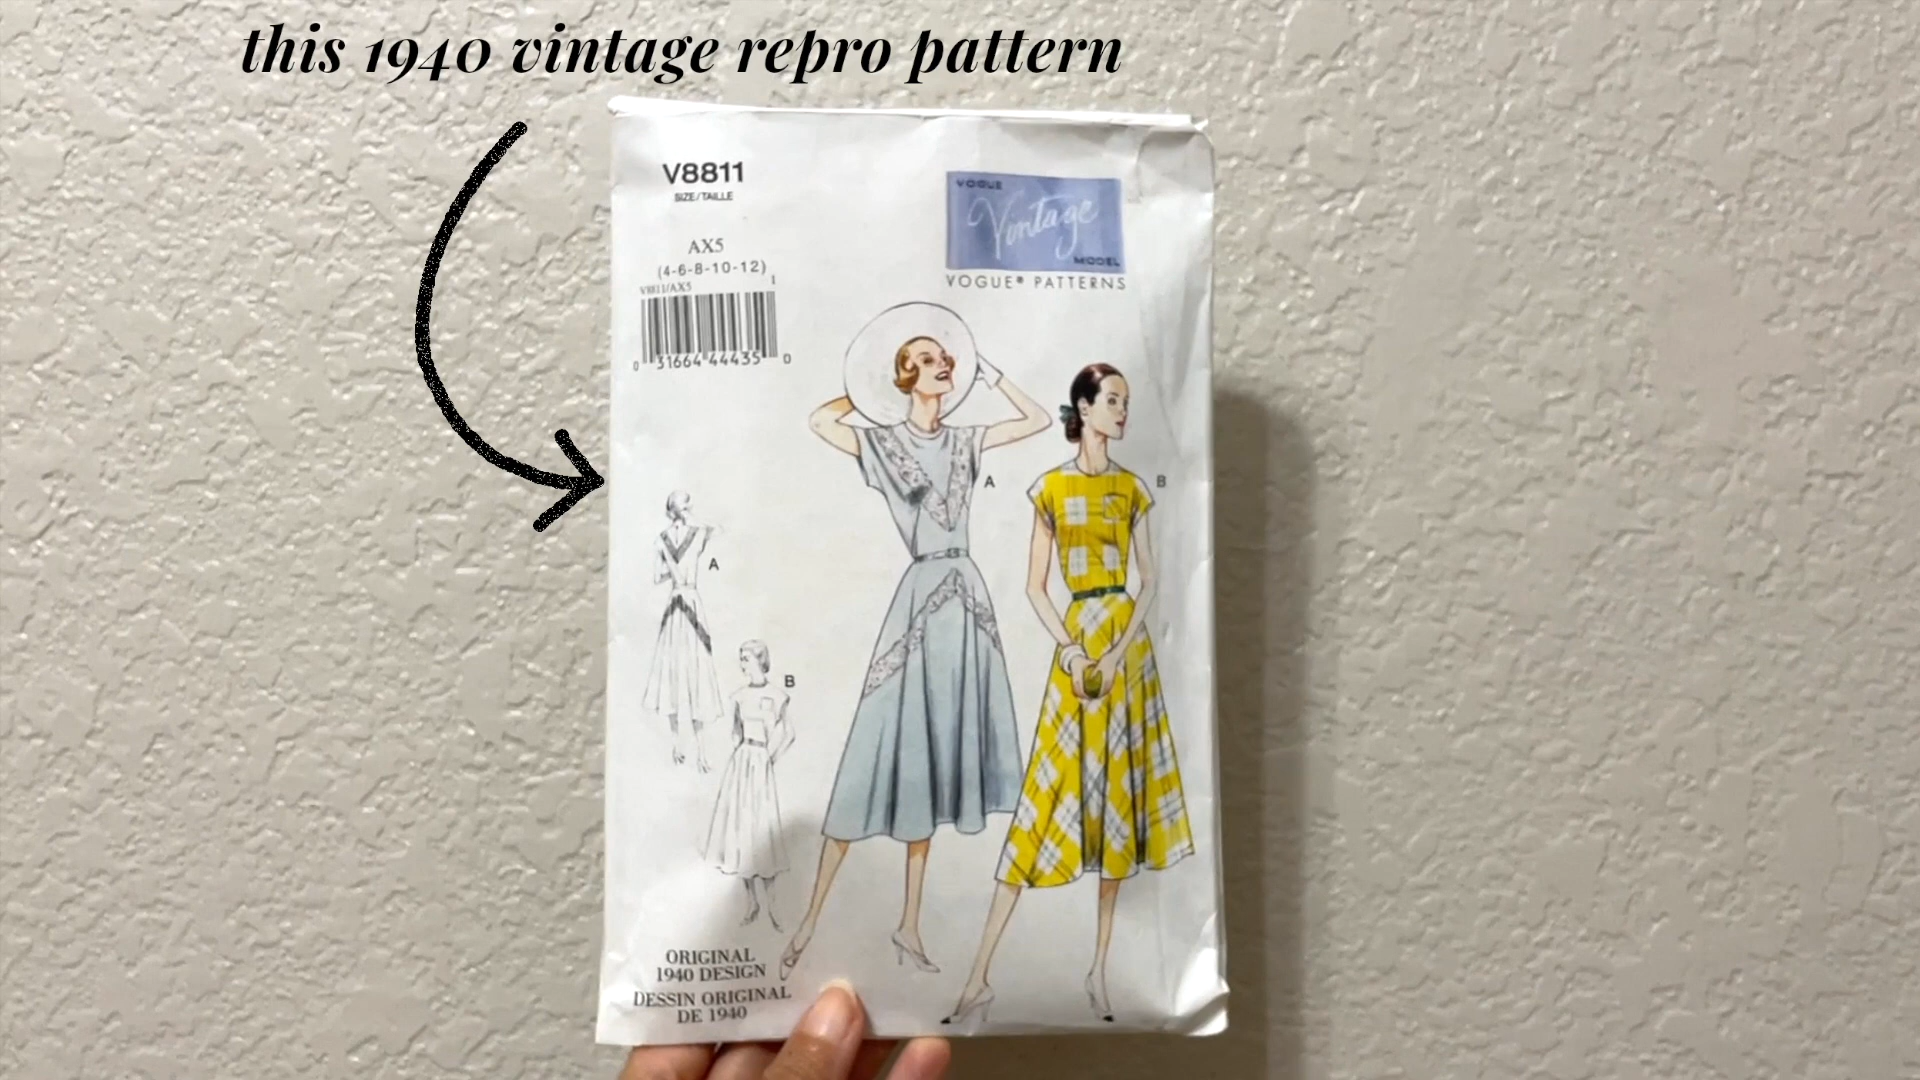 this 1940 vintage repro pattern
V8811
SIZE/TAILLE
AX5
(4-6-8-10-12)
V8811/AX5
1
0 31664 44435 0
VOGUE
Vintage
MODEL
VOGUE® PATTERNS
A
B
A
B
ORIGINAL
1940 DESIGN
DESSIN ORIGINAL
DE 1940